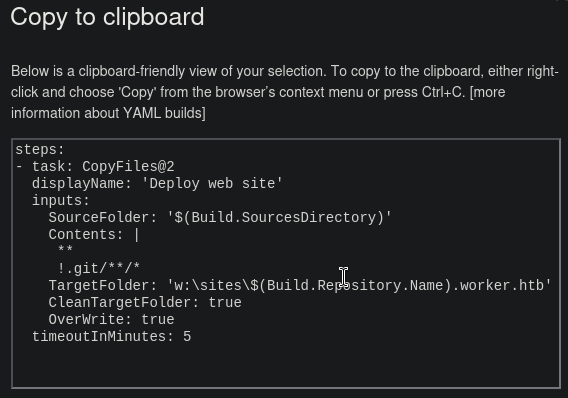 Copy to clipboard
Below is a clipboard-friendly view of your selection. To copy to the clipboard, either right-
click and choose 'Copy' from the browser's context menu or press Ctrl+C. [more
information about YAML builds]
steps:
- task: CopyFiles@2
  displayName: 'Deploy web site'
  inputs:
    SourceFolder: '$(Build.SourcesDirectory)'
    Contents: |
     **
     !.git/**/*
    TargetFolder: 'w:\sites\$(Build.Repository.Name).worker.htb'
    CleanTargetFolder: true
    OverWrite: true
  timeoutInMinutes: 5